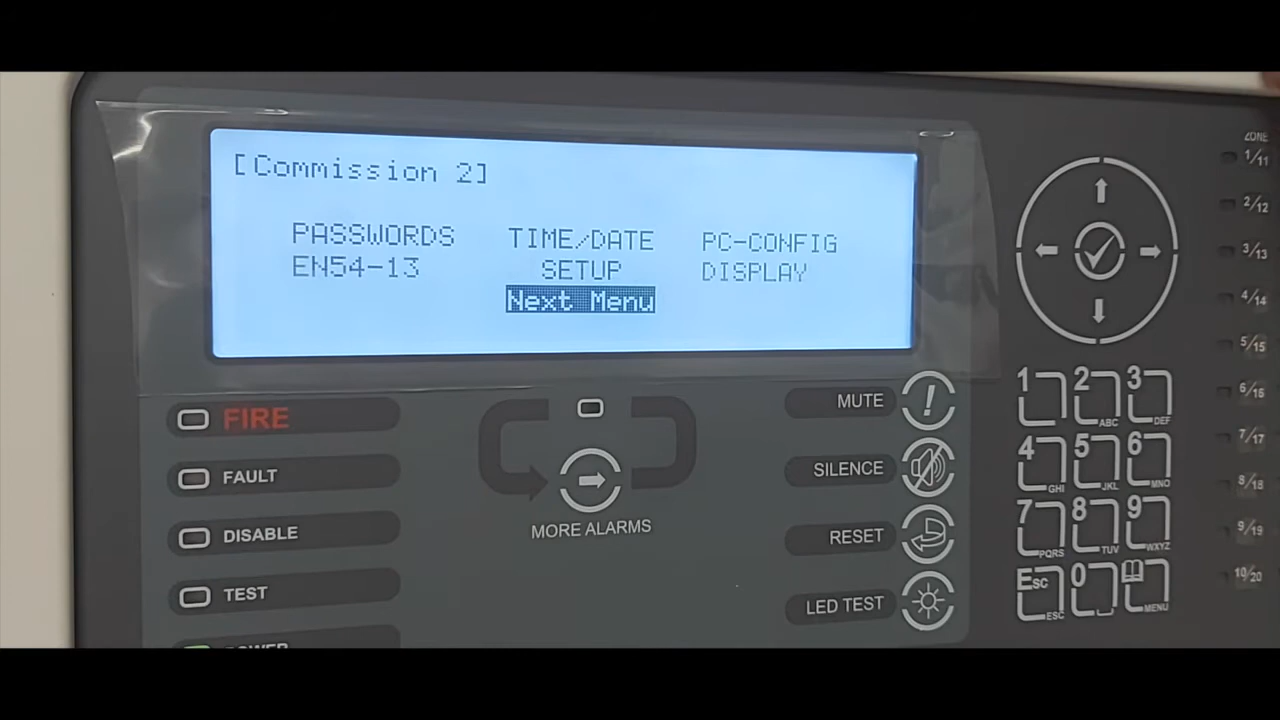 [Commission 2]
PASSWORDS TIME/DATE PC-CONFIG
EN54-13 SETUP DISPLAY
Next Menu
FIRE
FAULT
DISABLE
TEST
POWER
MORE ALARMS
MUTE
SILENCE
RESET
LED TEST
1 2 ABC 3 DEF
4 GHI 5 JKL 6 MNO
7 PQRS 8 TUV 9 WXYZ
Esc ESC 0 MENU
ZONE
1/11
2/12
3/13
4/14
5/15
6/16
7/17
8/18
9/19
10/20